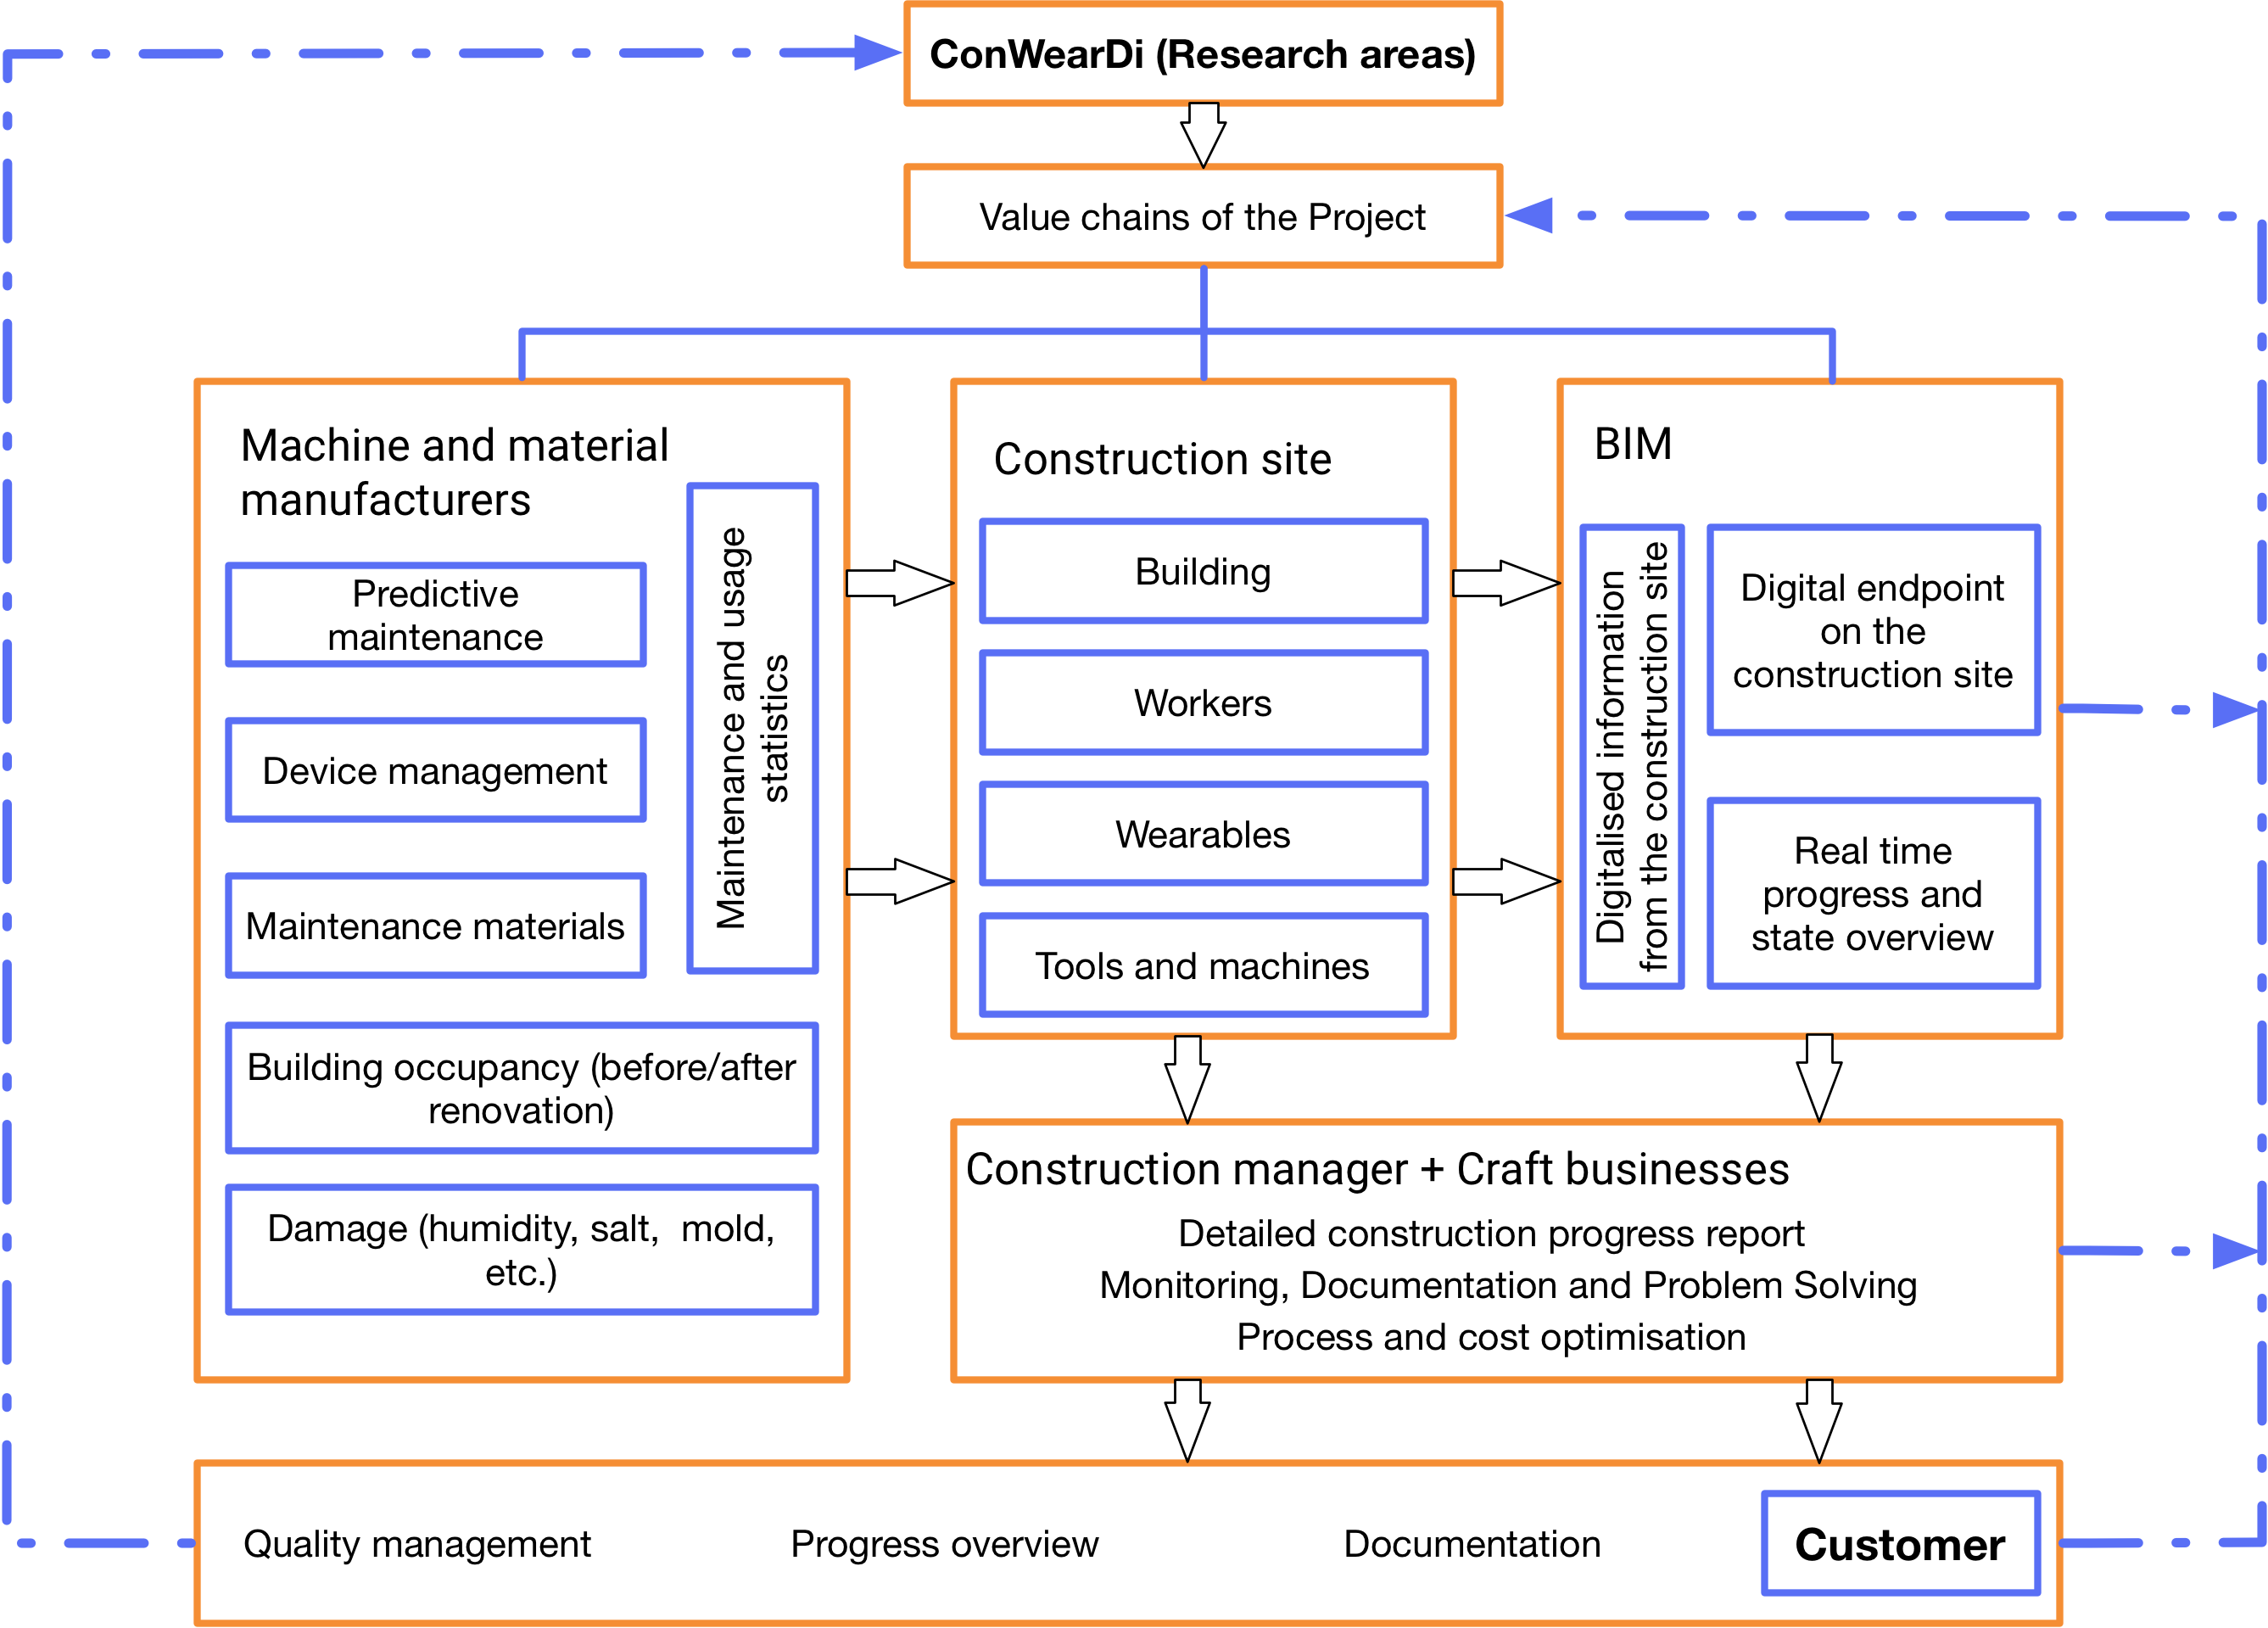 ConWearDi (Research areas)
Value chains of the Project
Machine and material
manufacturers
Predictive
maintenance
Device management
Maintenance materials
Maintenance and usage
statistics
Building occupancy (before/after
renovation)
Damage (humidity, salt,  mold,
etc.)
Construction site
Building
Workers
Wearables
Tools and machines
BIM
Digitalised information
from the construction site
Digital endpoint
on the
construction site
Real time
progress and
state overview
Construction manager + Craft businesses
Detailed construction progress report
Monitoring, Documentation and Problem Solving
Process and cost optimisation
Quality management
Progress overview
Documentation
Customer